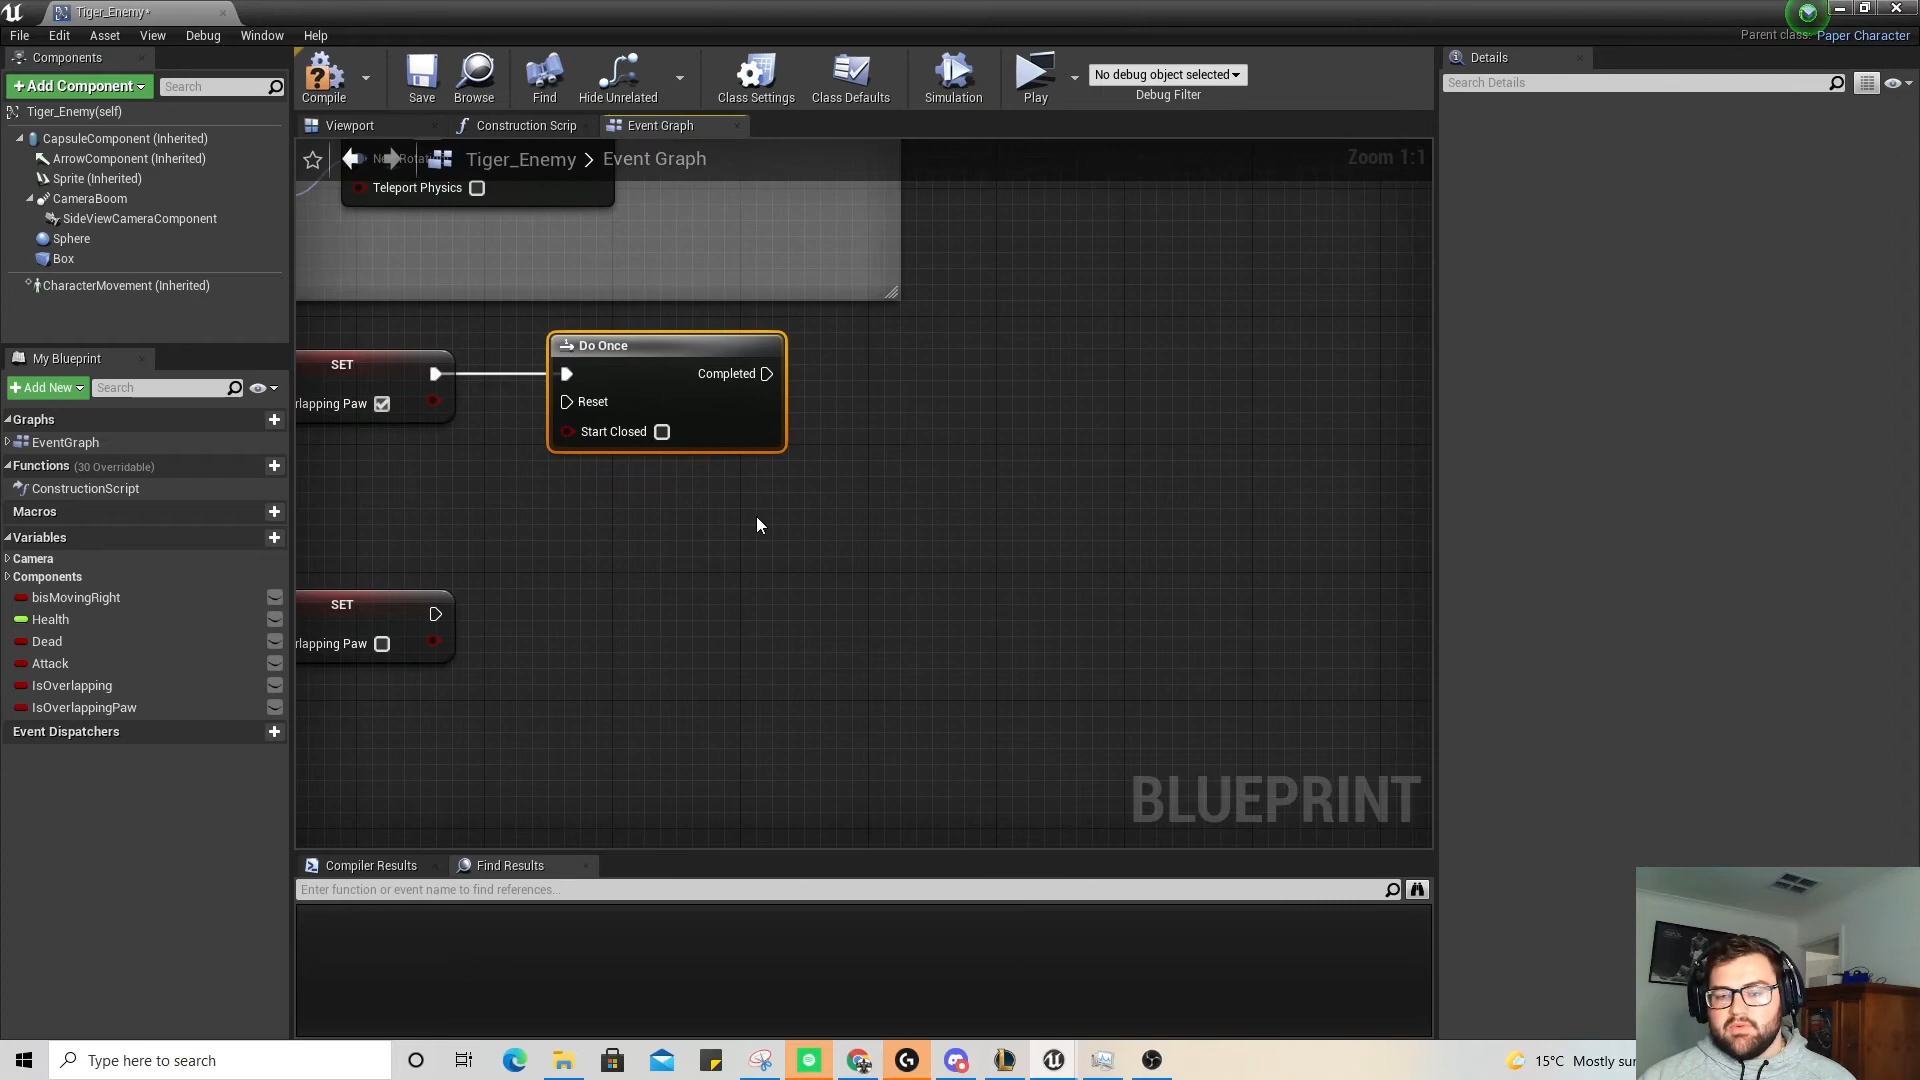 Tiger_Enemy*
File Edit Asset View Debug Window Help
Parent class: Paper Character
Components
+Add Component
Search
Tiger_Enemy(self)
CapsuleComponent (Inherited)
ArrowComponent (Inherited)
Sprite (Inherited)
CameraBoom
SideViewCameraComponent
Sphere
Box
CharacterMovement (Inherited)
My Blueprint
+Add New
Search
Graphs
EventGraph
Functions (30 Overridable)
ConstructionScript
Macros
Variables
Camera
Components
bisMovingRight
Health
Dead
Attack
IsOverlapping
IsOverlappingPaw
Event Dispatchers
Compile
Save
Browse
Find
Hide Unrelated
Class Settings
Class Defaults
Simulation
Play
No debug object selected
Debug Filter
Viewport
Construction Scrip
Event Graph
Tiger_Enemy > Event Graph
Zoom 1:1
Teleport Physics
SET
rlapping Paw
Do Once
Completed
Reset
Start Closed
SET
rlapping Paw
BLUEPRINT
Compiler Results
Find Results
Enter function or event name to find references...
Details
Search Details
Type here to search
15°C Mostly sun